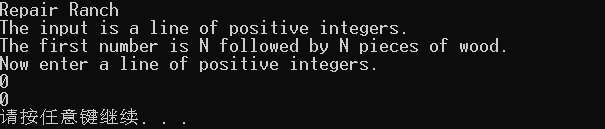 Repair Ranch
The input is a line of positive integers.
The first number is N followed by N pieces of wood.
Now enter a line of positive integers.
0
0
请按任意键继续. . .